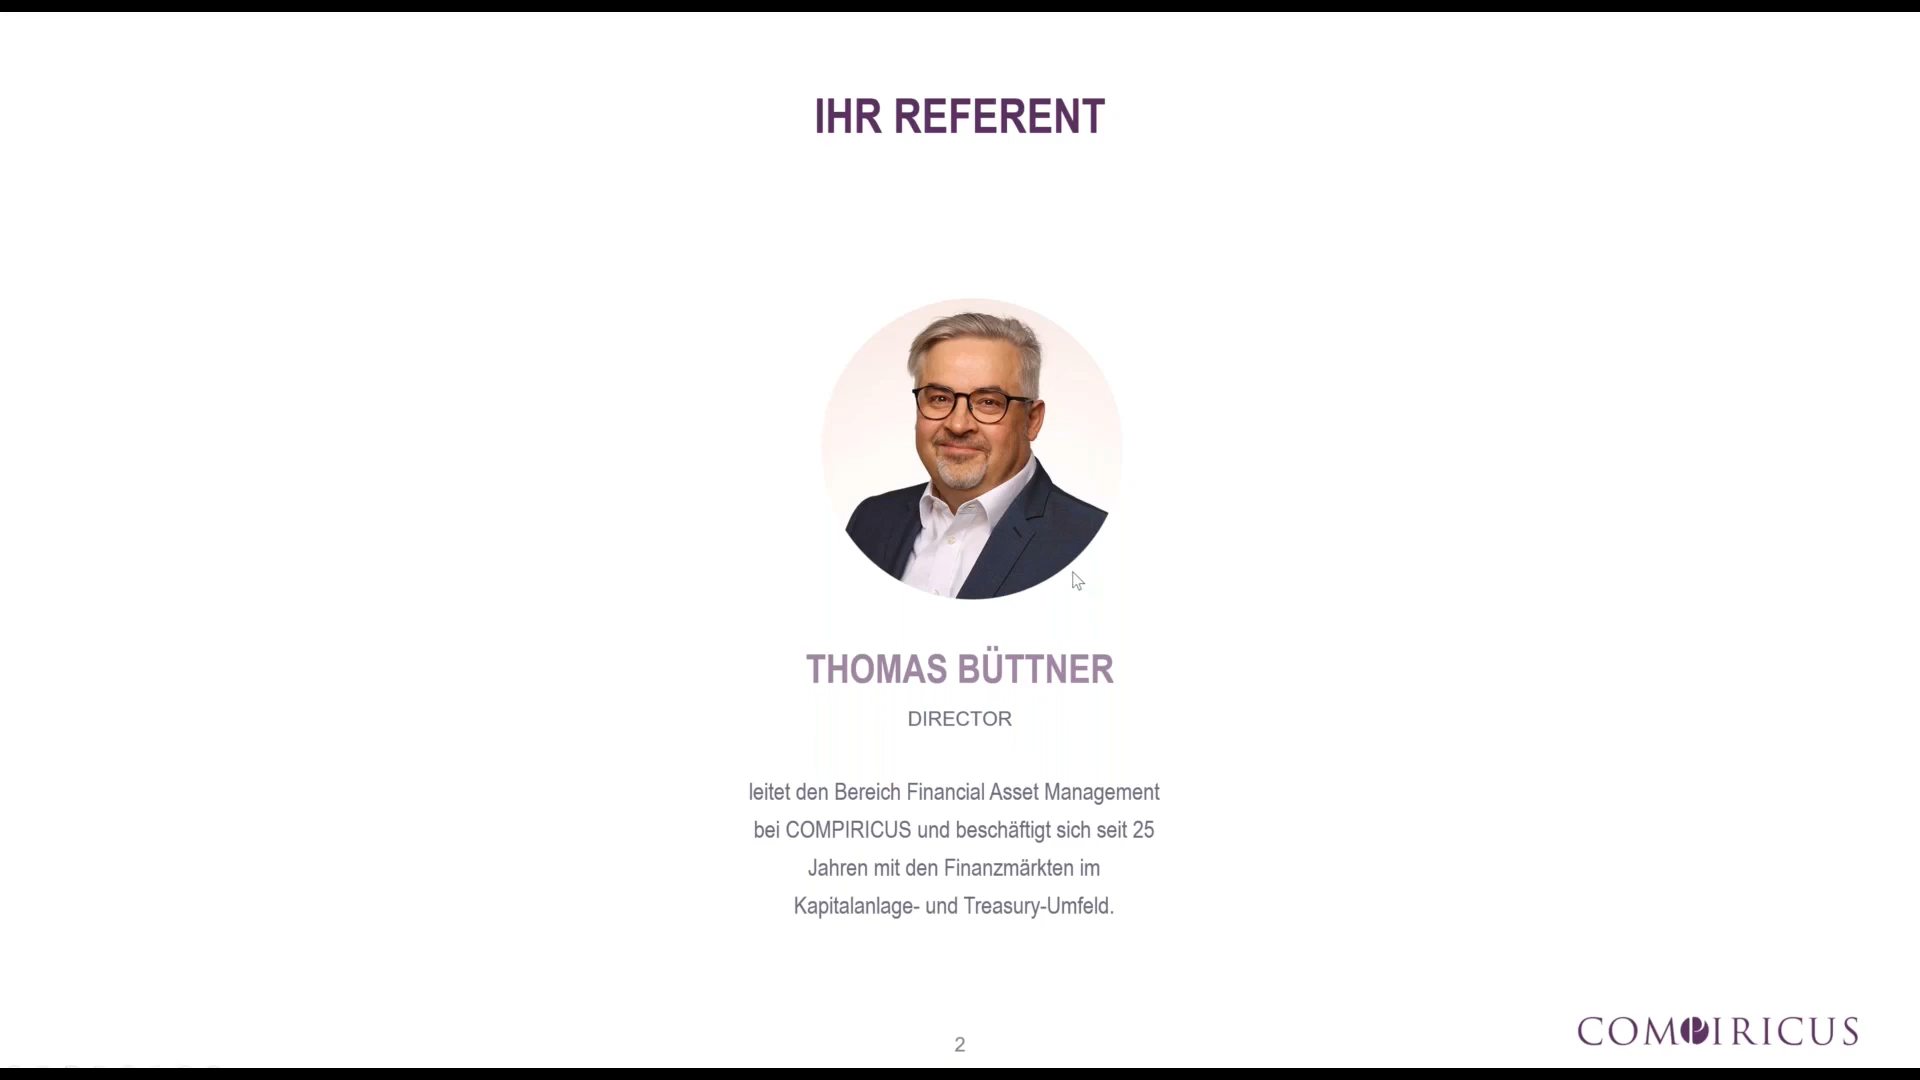 IHR REFERENT
THOMAS BÜTTNER
DIRECTOR
leitet den Bereich Financial Asset Management
bei COMPIRICUS und beschäftigt sich seit 25
Jahren mit den Finanzmärkten im
Kapitalanlage- und Treasury-Umfeld.
COMPIRICUS
2